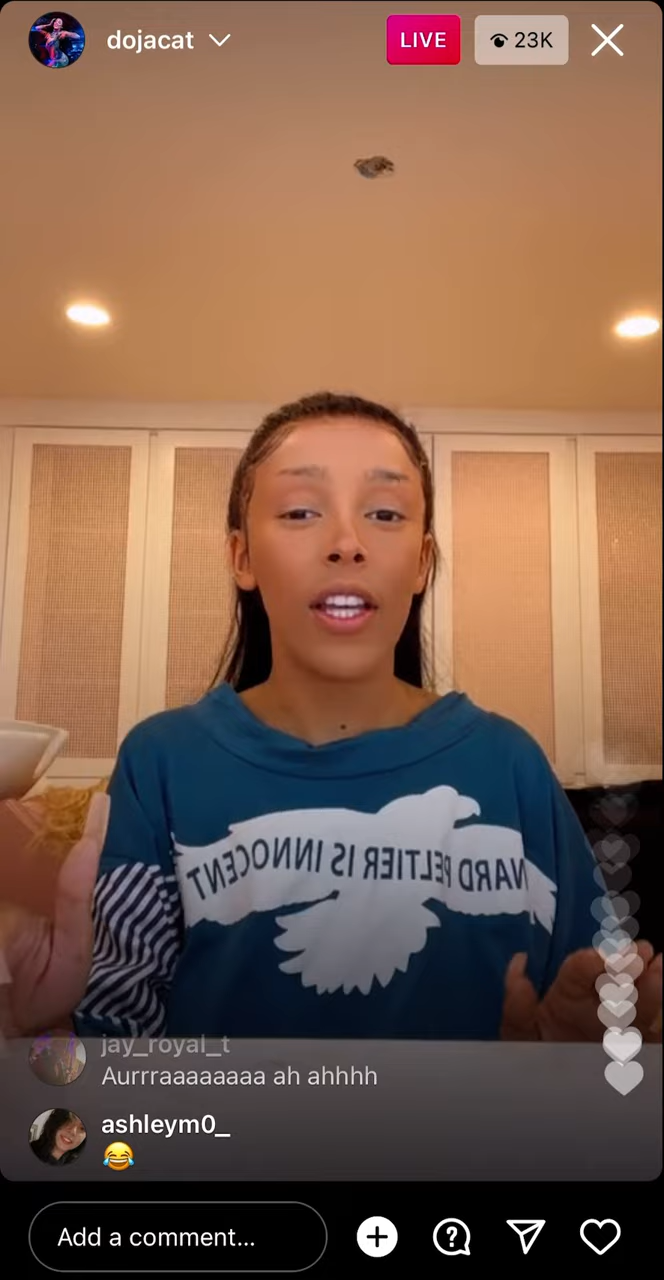 dojacat
LIVE
23K
NARD PELTIER IS INNOCENT
jay_royal_t
Aurrraaaaaaaa ah ahhhh
ashleym0_
😂
Add a comment...